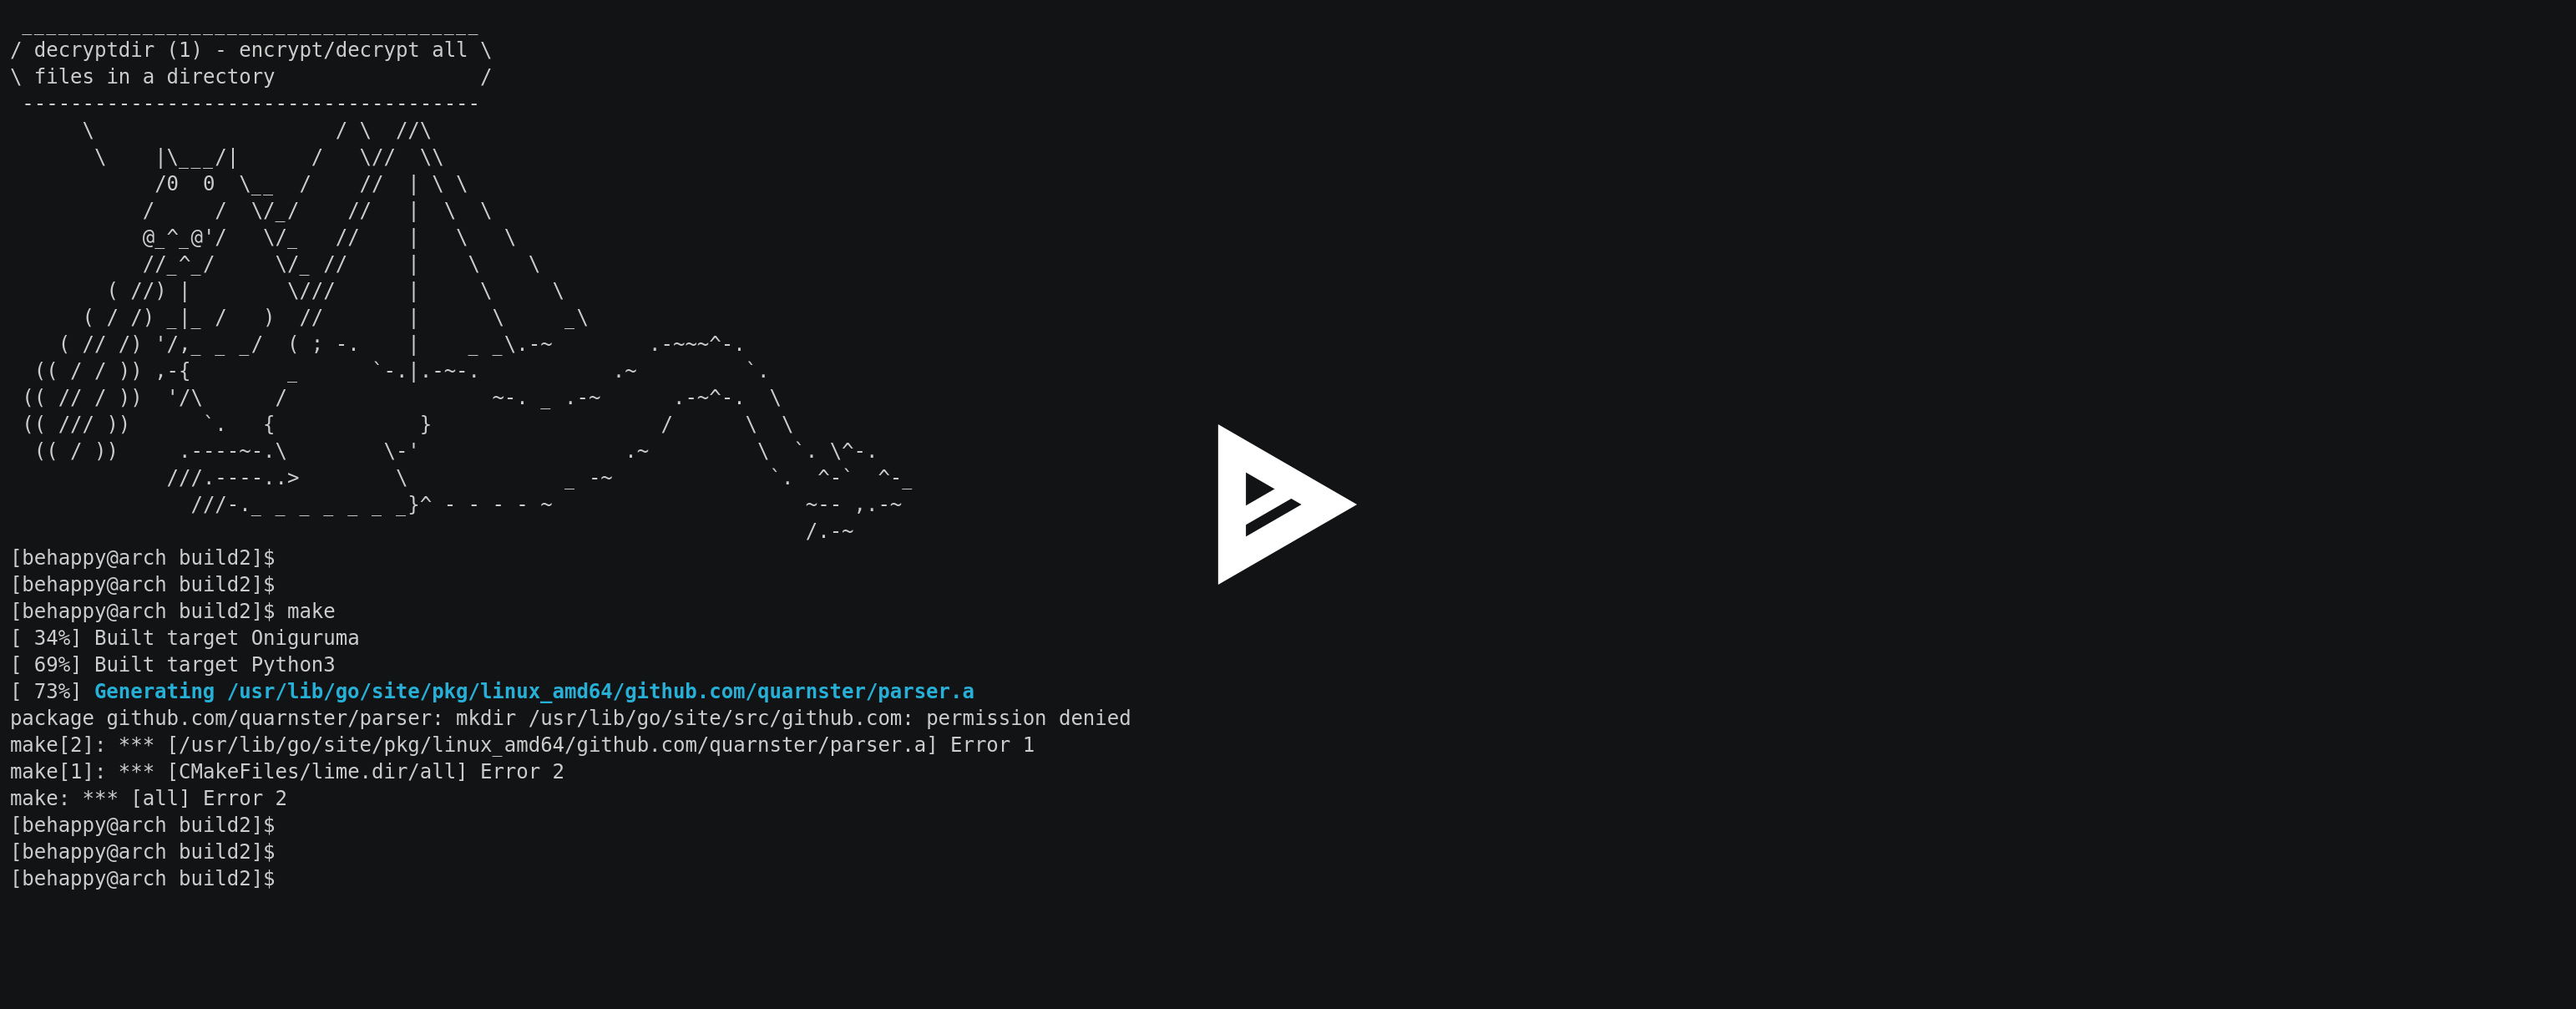 ______________________________________
/ decryptdir (1) - encrypt/decrypt all \
\ files in a directory                 /
 --------------------------------------
      \                    / \  //\
       \    |\___/|      /   \//  \\
            /0  0  \__  /    //  | \ \
           /     /  \/_/    //   |  \  \
           @_^_@'/   \/_   //    |   \   \
           //_^_/     \/_ //     |    \    \
        ( //) |        \///      |     \     \
      ( / /) _|_ /   )  //       |      \     _\
    ( // /) '/,_ _ _/  ( ; -.    |    _ _\.-~        .-~~~^-.
  (( / / )) ,-{        _      `-.|.-~-.           .~         `.
 (( // / ))  '/\      /                 ~-. _ .-~      .-~^-.  \
 (( /// ))      `.   {            }                   /      \  \
  (( / ))     .----~-.\        \-'                 .~         \  `. \^-.
             ///.----..>        \             _ -~             `.  ^-`  ^-_
               ///-._ _ _ _ _ _ _}^ - - - - ~                     ~-- ,.-~
                                                                  /.-~
[behappy@arch build2]$
[behappy@arch build2]$
[behappy@arch build2]$ make
[ 34%] Built target Oniguruma
[ 69%] Built target Python3
[ 73%] Generating /usr/lib/go/site/pkg/linux_amd64/github.com/quarnster/parser.a
package github.com/quarnster/parser: mkdir /usr/lib/go/site/src/github.com: permission denied
make[2]: *** [/usr/lib/go/site/pkg/linux_amd64/github.com/quarnster/parser.a] Error 1
make[1]: *** [CMakeFiles/lime.dir/all] Error 2
make: *** [all] Error 2
[behappy@arch build2]$
[behappy@arch build2]$
[behappy@arch build2]$